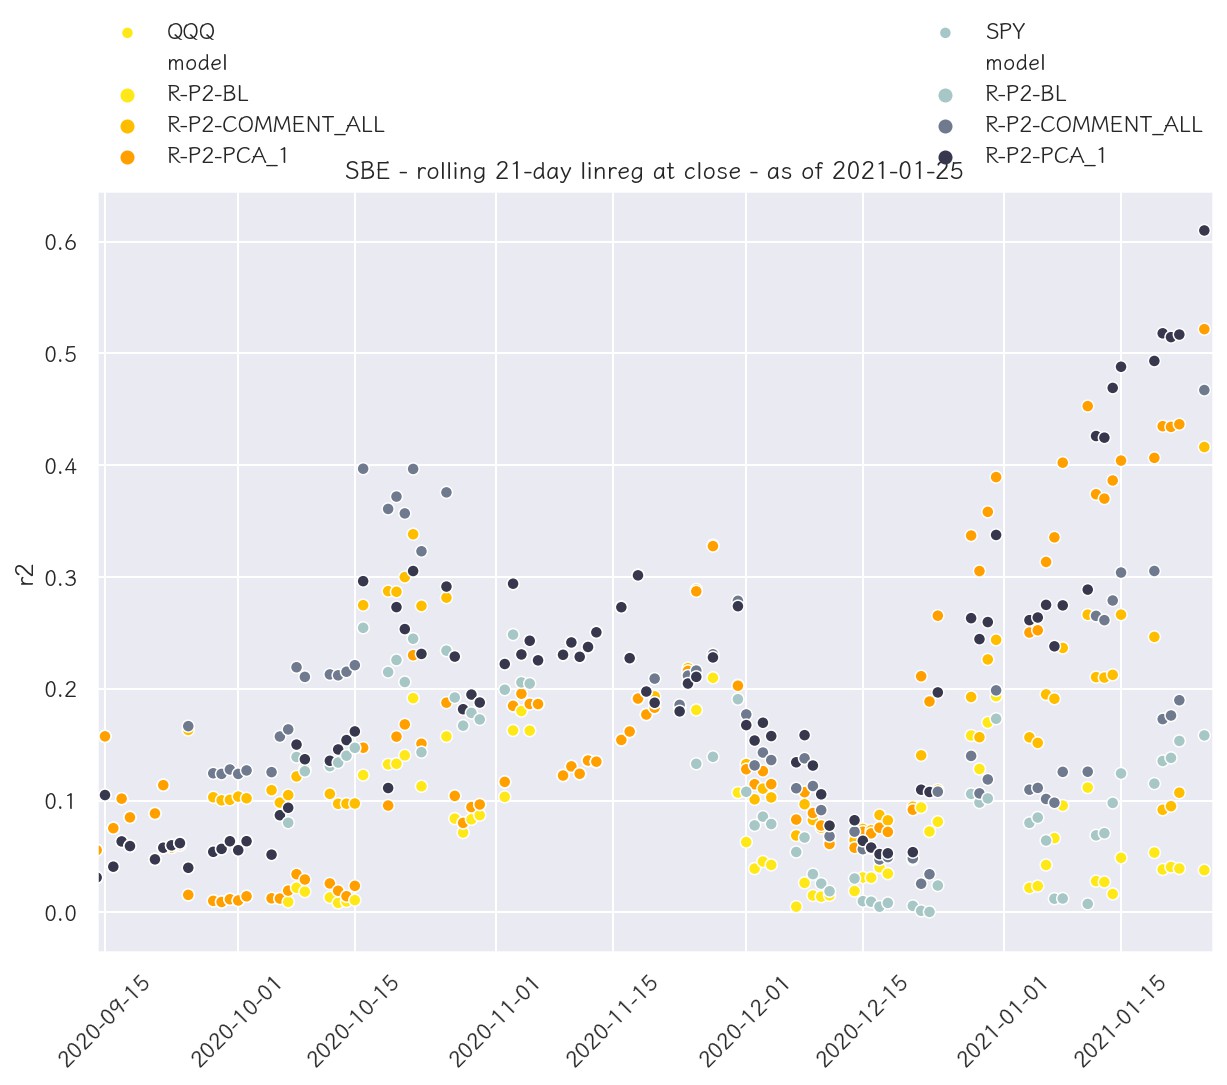 QQQ
model
R-P2-BL
R-P2-COMMENT_ALL
R-P2-PCA_1
SPY
model
R-P2-BL
R-P2-COMMENT_ALL
R-P2-PCA_1
SBE - rolling 21-day linreg at close - as of 2021-01-25
r2
0.6
0.5
0.4
0.3
0.2
0.1
0.0
2020-09-15
2020-10-01
2020-10-15
2020-11-01
2020-11-15
2020-12-01
2020-12-15
2021-01-01
2021-01-15